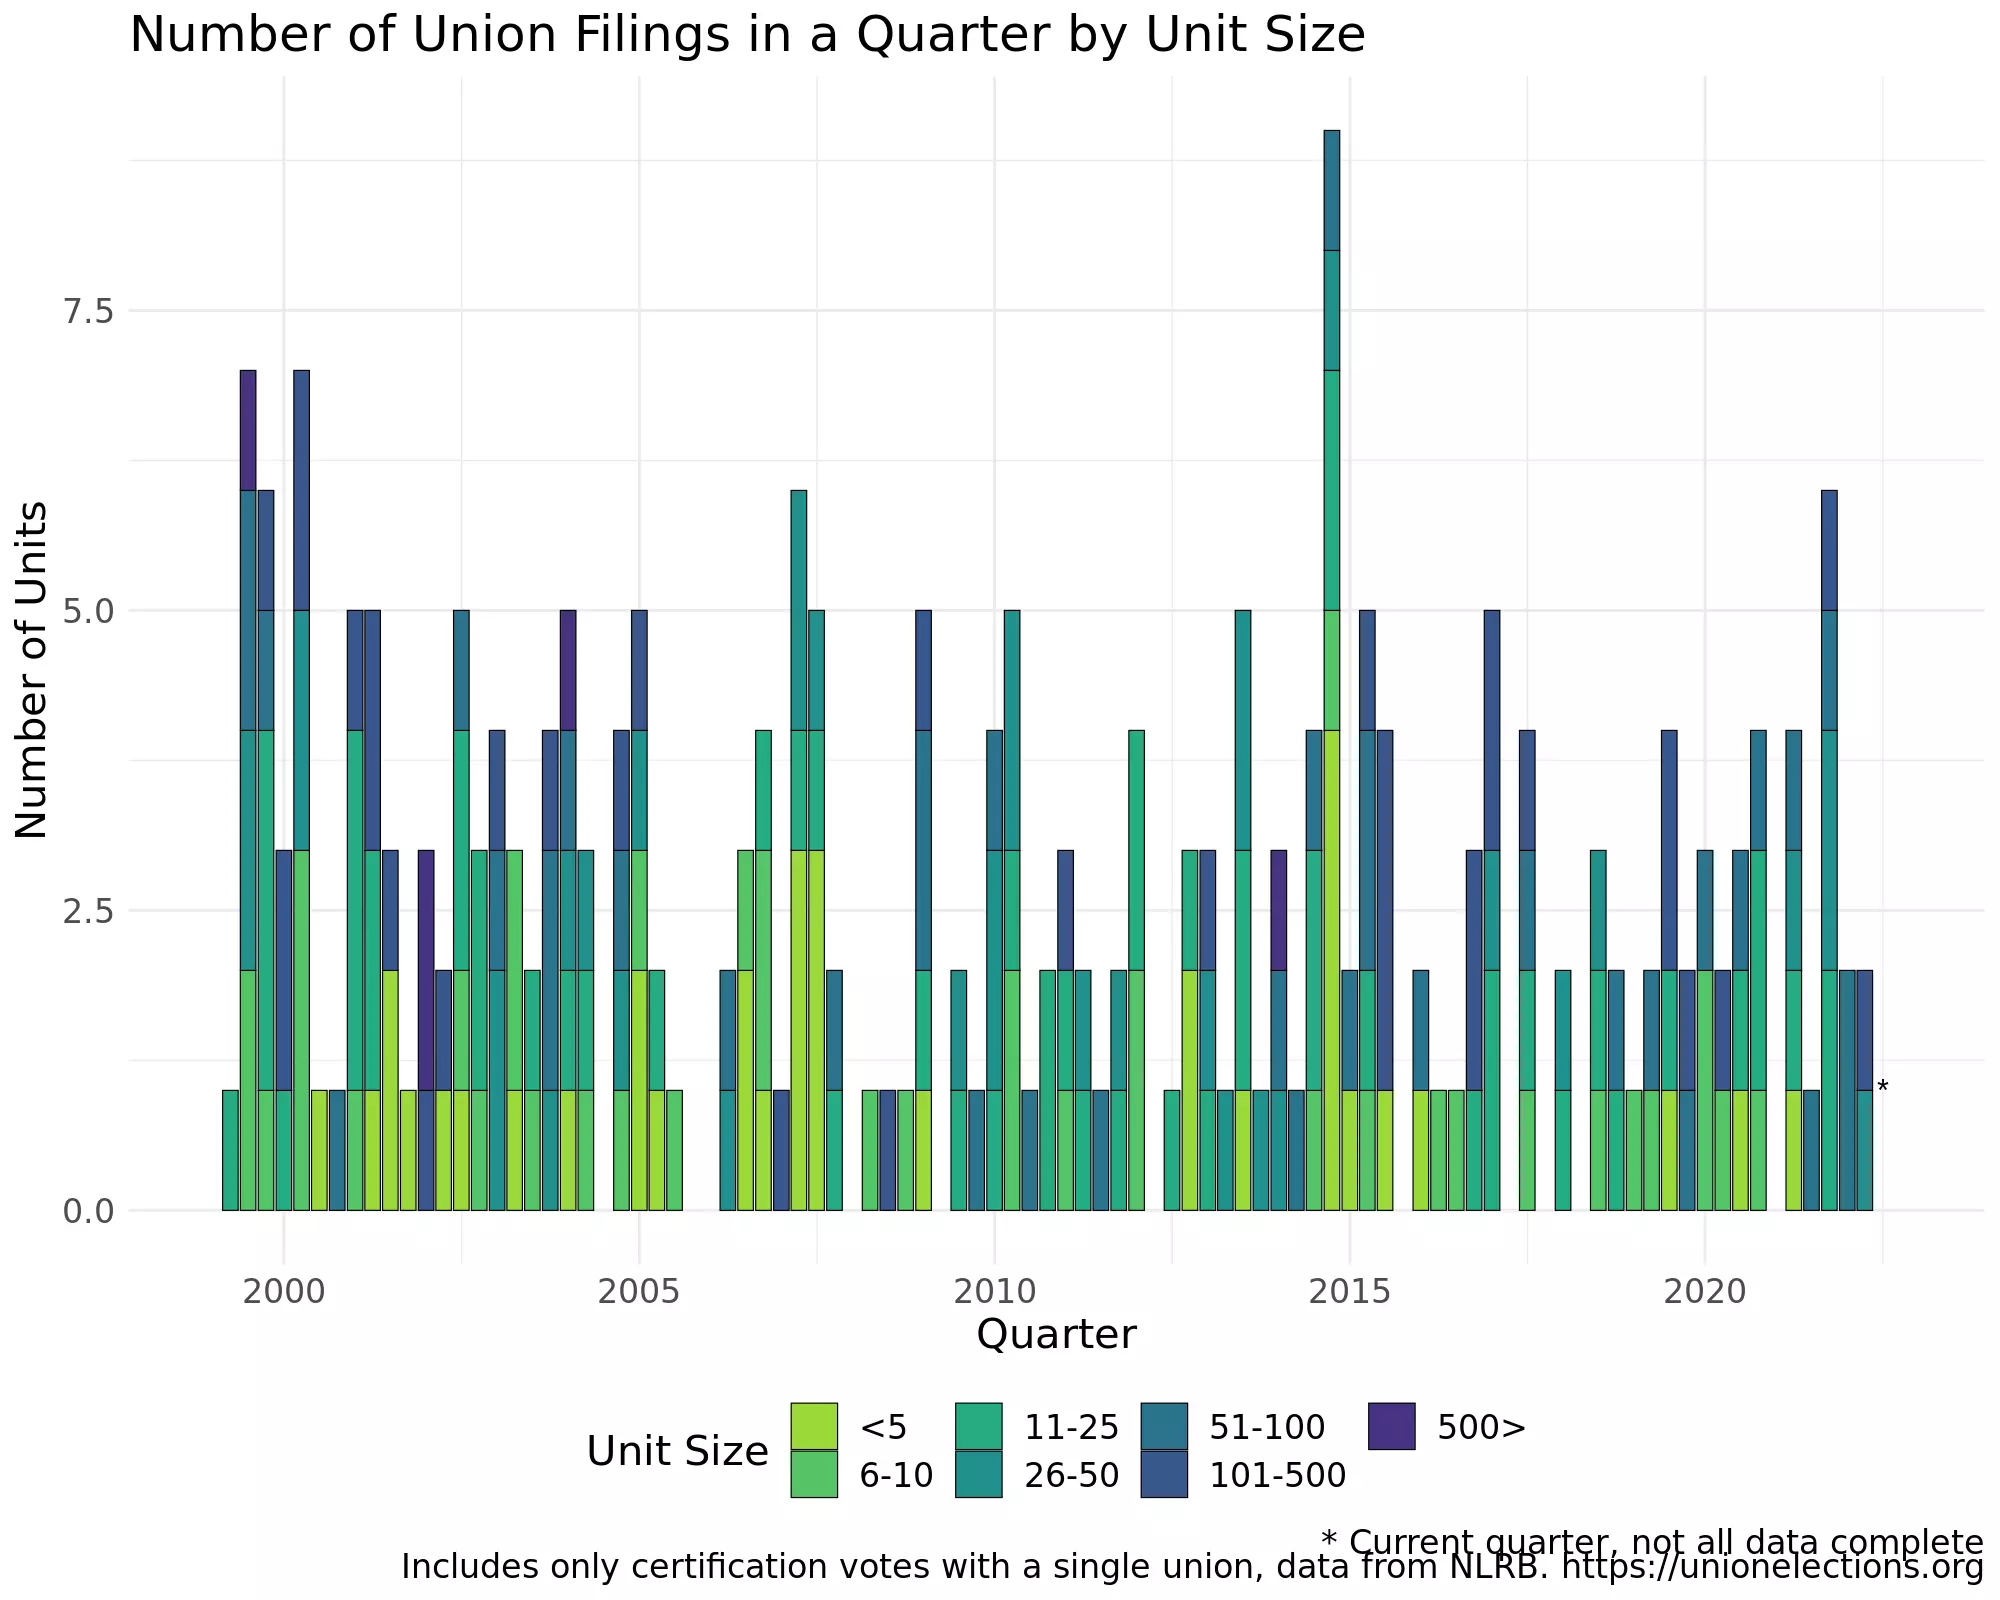 Number of Union Filings in a Quarter by Unit Size
Number of Units
7.5
5.0
2.5
0.0
*
2000 2005 2010 2015 2020
Quarter
Unit Size
<5 11-25 51-100 500>
6-10 26-50 101-500
* Current quarter, not all data complete
Includes only certification votes with a single union, data from NLRB. https://unionelections.org